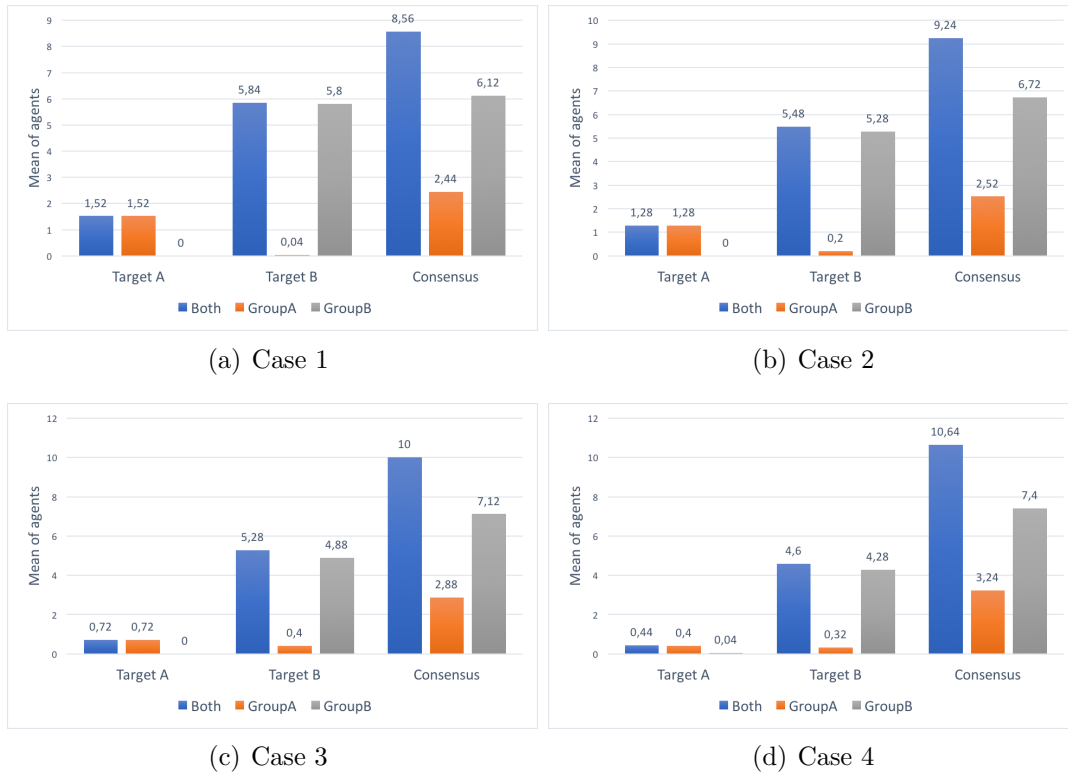 9
8
7
6
5
4
3
2
1
0
Mean of agents
1,52
1,52
0
5,84
0,04
5,8
8,56
2,44
6,12
Target A
Target B
Consensus
Both GroupA GroupB
(a) Case 1
10
9
8
7
6
5
4
3
2
1
0
Mean of agents
1,28
1,28
0
5,48
0,2
5,28
9,24
2,52
6,72
Target A
Target B
Consensus
Both GroupA GroupB
(b) Case 2
12
10
8
6
4
2
0
Mean of agents
0,72
0,72
0
5,28
0,4
4,88
10
2,88
7,12
Target A
Target B
Consensus
Both GroupA GroupB
(c) Case 3
12
10
8
6
4
2
0
Mean of agents
0,44
0,4
0,04
4,6
0,32
4,28
10,64
3,24
7,4
Target A
Target B
Consensus
Both GroupA GroupB
(d) Case 4